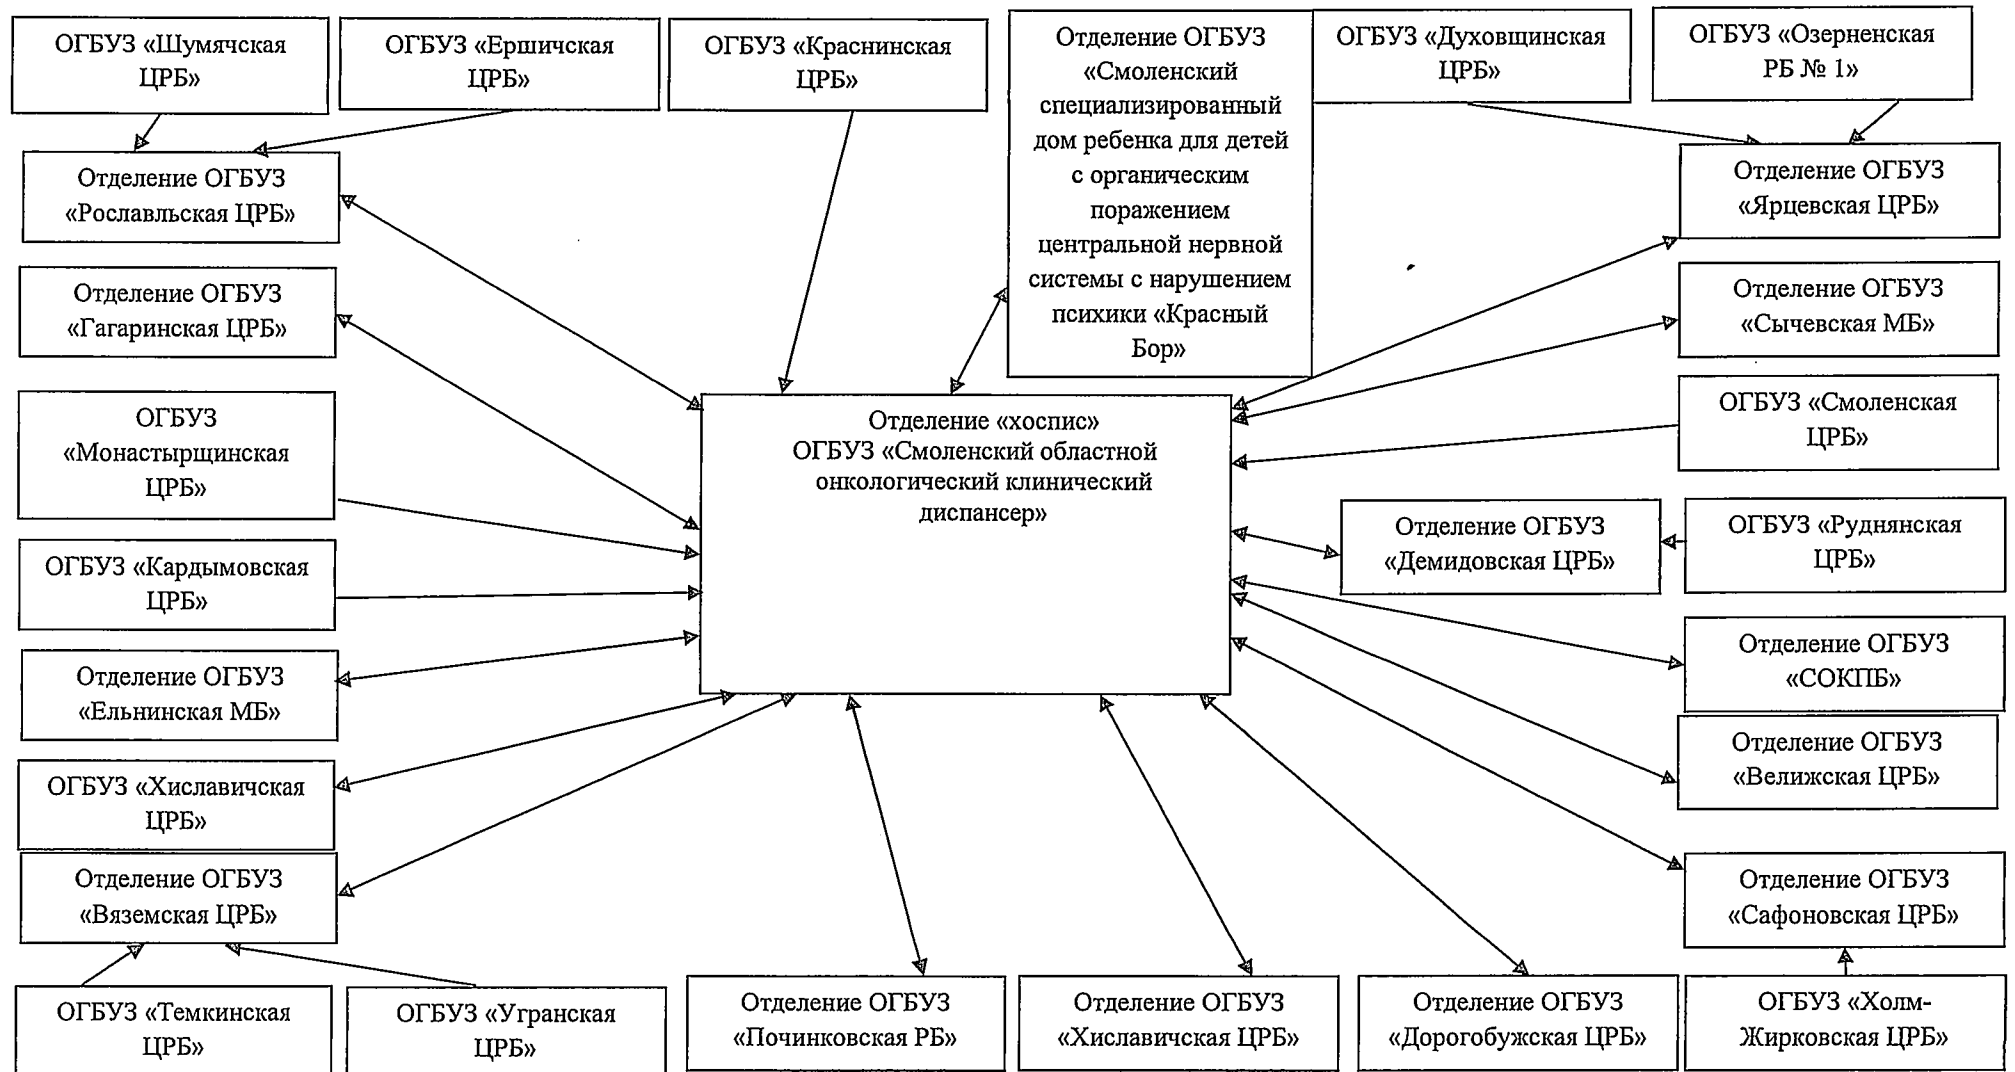 ОГБУЗ «Шумячская
ЦРБ»
ОГБУЗ «Ершичская
ЦРБ»
ОГБУЗ «Краснинская
ЦРБ»
Отделение ОГБУЗ
«Смоленский
специализированный
дом ребенка для детей
с органическим
поражением
центральной нервной
системы с нарушением
психики «Красный
Бор»
ОГБУЗ «Духовщинская
ЦРБ»
ОГБУЗ «Озерненская
РБ № 1»
Отделение ОГБУЗ
«Рославльская ЦРБ»
Отделение ОГБУЗ
«Ярцевская ЦРБ»
Отделение ОГБУЗ
«Гагаринская ЦРБ»
Отделение ОГБУЗ
«Сычевская МБ»
ОГБУЗ
«Монастырщинская
ЦРБ»
Отделение «хоспис»
ОГБУЗ «Смоленский областной
онкологический клинический
диспансер»
ОГБУЗ «Смоленская
ЦРБ»
Отделение ОГБУЗ
«Демидовская ЦРБ»
ОГБУЗ «Руднянская
ЦРБ»
ОГБУЗ «Кардымовская
ЦРБ»
Отделение ОГБУЗ
«СОКПБ»
Отделение ОГБУЗ
«Ельнинская МБ»
Отделение ОГБУЗ
«Велижская ЦРБ»
ОГБУЗ «Хиславичская
ЦРБ»
Отделение ОГБУЗ
«Вяземская ЦРБ»
Отделение ОГБУЗ
«Сафоновская ЦРБ»
ОГБУЗ «Темкинская
ЦРБ»
ОГБУЗ «Угранская
ЦРБ»
Отделение ОГБУЗ
«Починковская РБ»
Отделение ОГБУЗ
«Хиславичская ЦРБ»
Отделение ОГБУЗ
«Дорогобужская ЦРБ»
ОГБУЗ «Холм-
Жирковская ЦРБ»